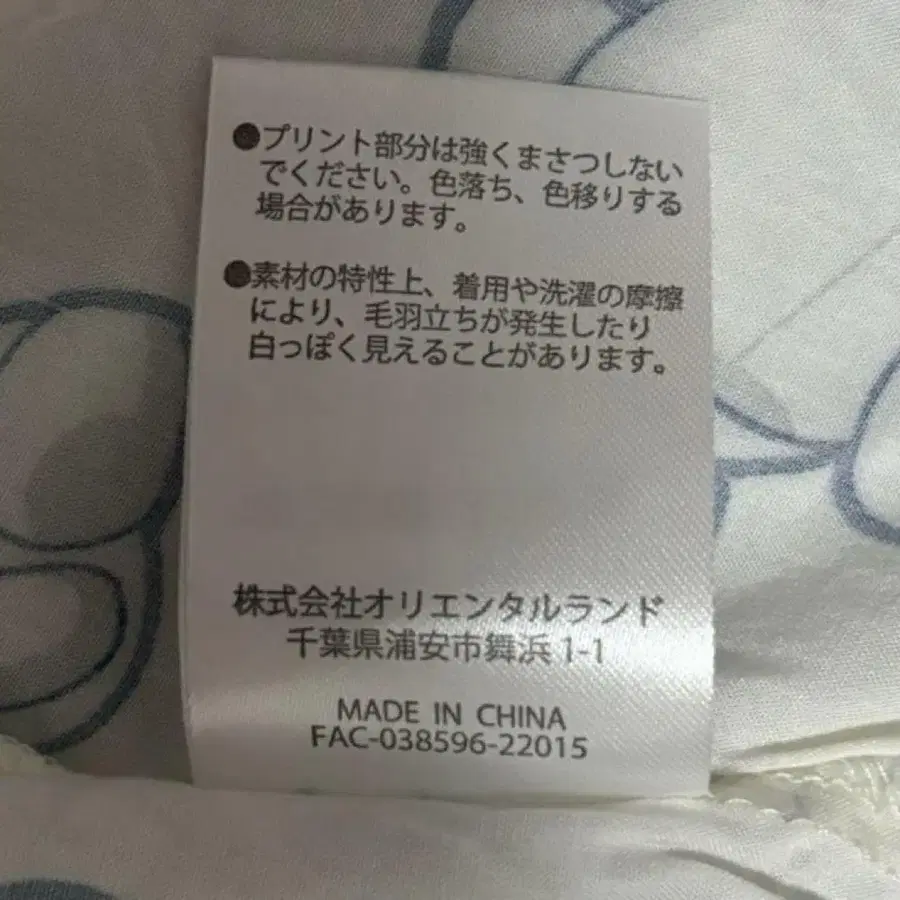 ●プリント部分は強くまさつしない
でください。色落ち、色移りする
場合があります。
●素材の特性上、着用や洗濯の摩擦
により、毛羽立ちが発生したり
白っぽく見えることがあります。
株式会社オリエンタルランド
千葉県浦安市舞浜 1-1
MADE IN CHINA
FAC-038596-22015